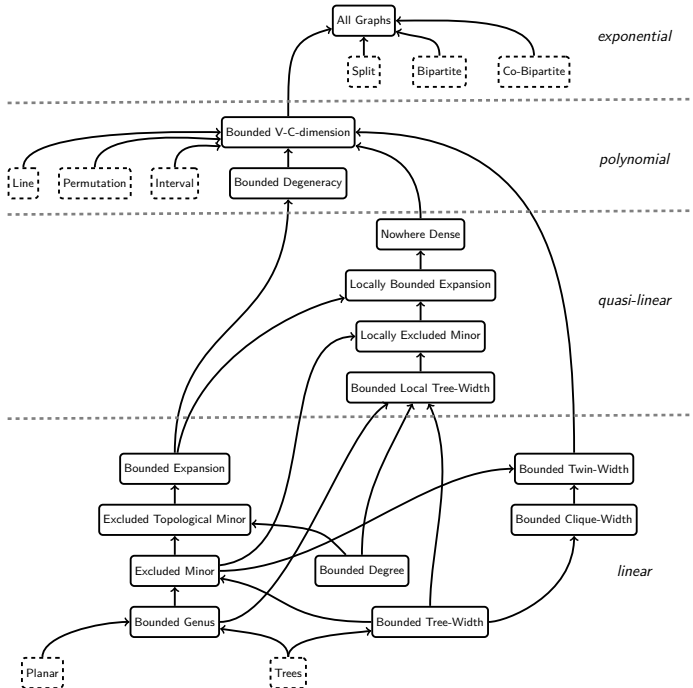 All Graphs
exponential
Split
Bipartite
Co-Bipartite
Bounded V-C-dimension
polynomial
Line
Permutation
Interval
Bounded Degeneracy
Nowhere Dense
Locally Bounded Expansion
quasi-linear
Locally Excluded Minor
Bounded Local Tree-Width
Bounded Expansion
Bounded Twin-Width
Excluded Topological Minor
Bounded Clique-Width
Excluded Minor
Bounded Degree
linear
Bounded Genus
Bounded Tree-Width
Planar
Trees